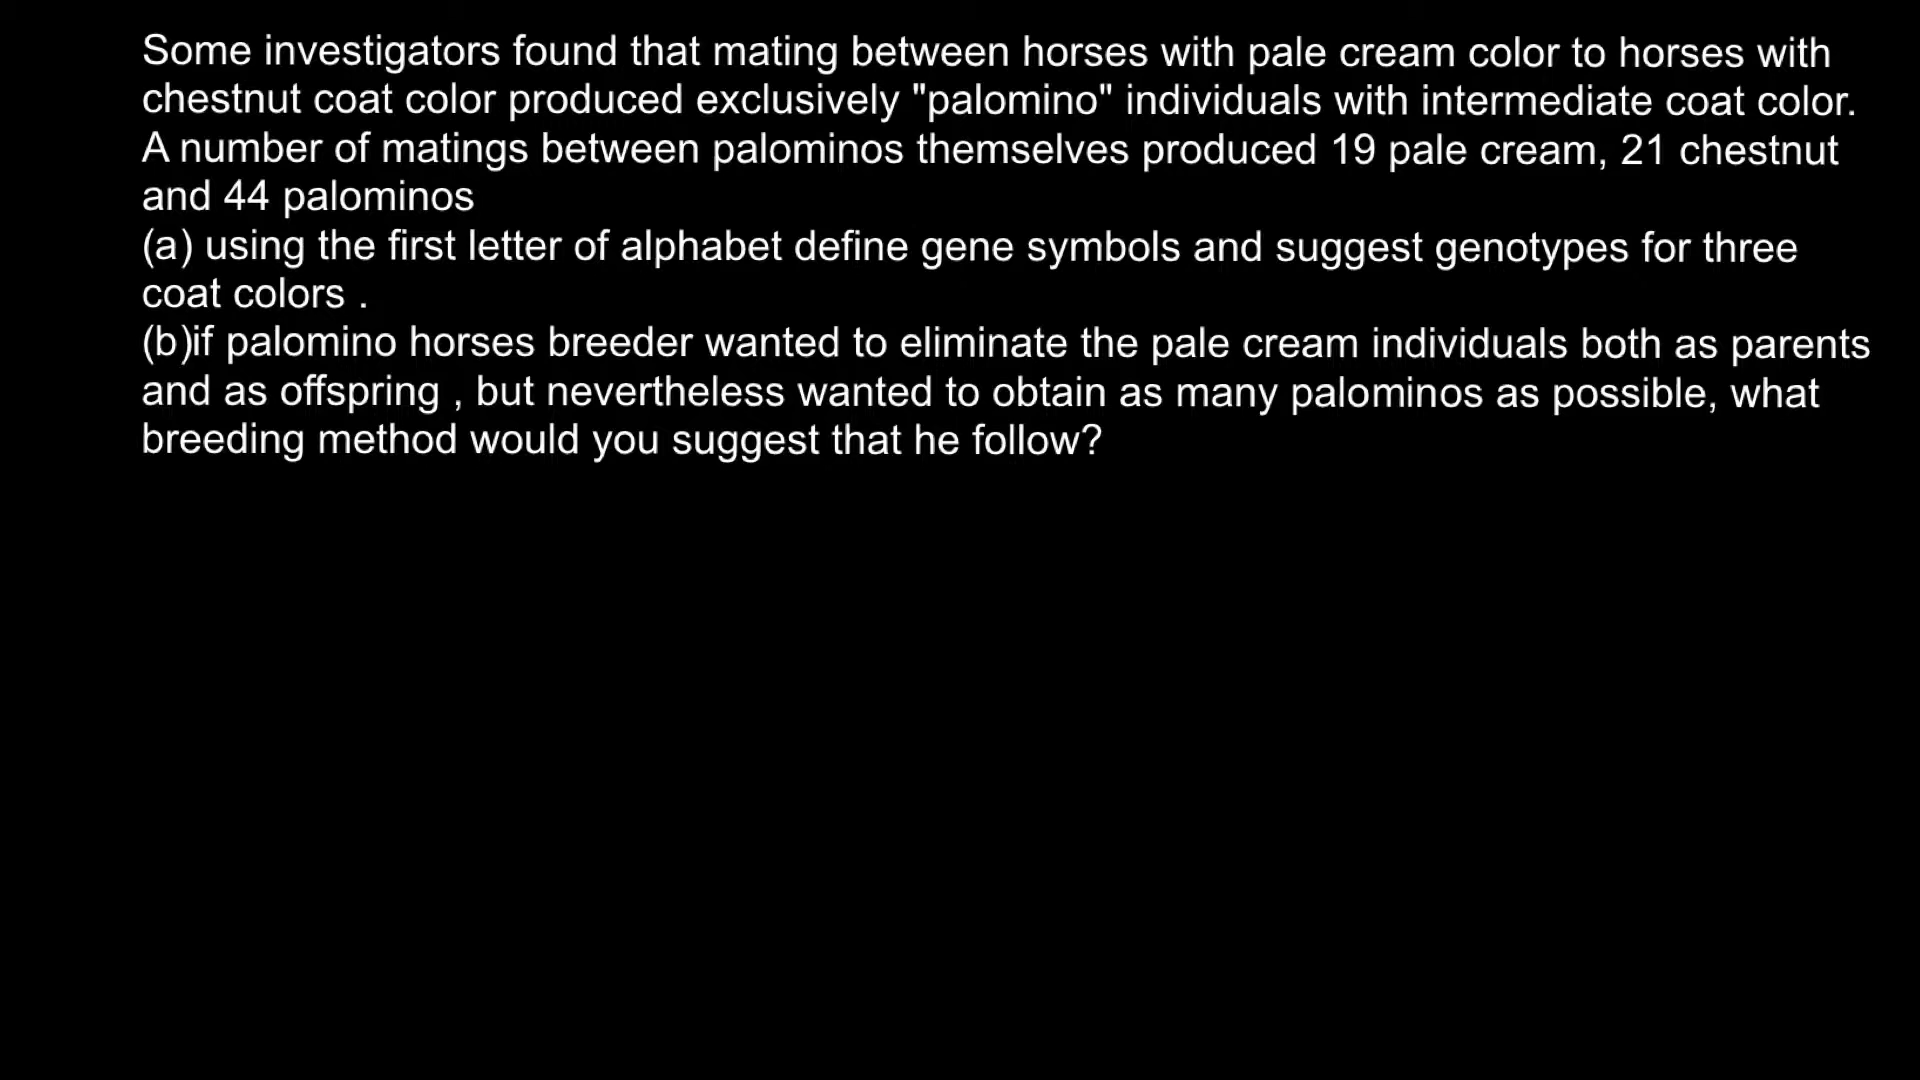 Some investigators found that mating between horses with pale cream color to horses with
chestnut coat color produced exclusively "palomino" individuals with intermediate coat color.
A number of matings between palominos themselves produced 19 pale cream, 21 chestnut
and 44 palominos
(a) using the first letter of alphabet define gene symbols and suggest genotypes for three
coat colors .
(b)if palomino horses breeder wanted to eliminate the pale cream individuals both as parents
and as offspring , but nevertheless wanted to obtain as many palominos as possible, what
breeding method would you suggest that he follow?